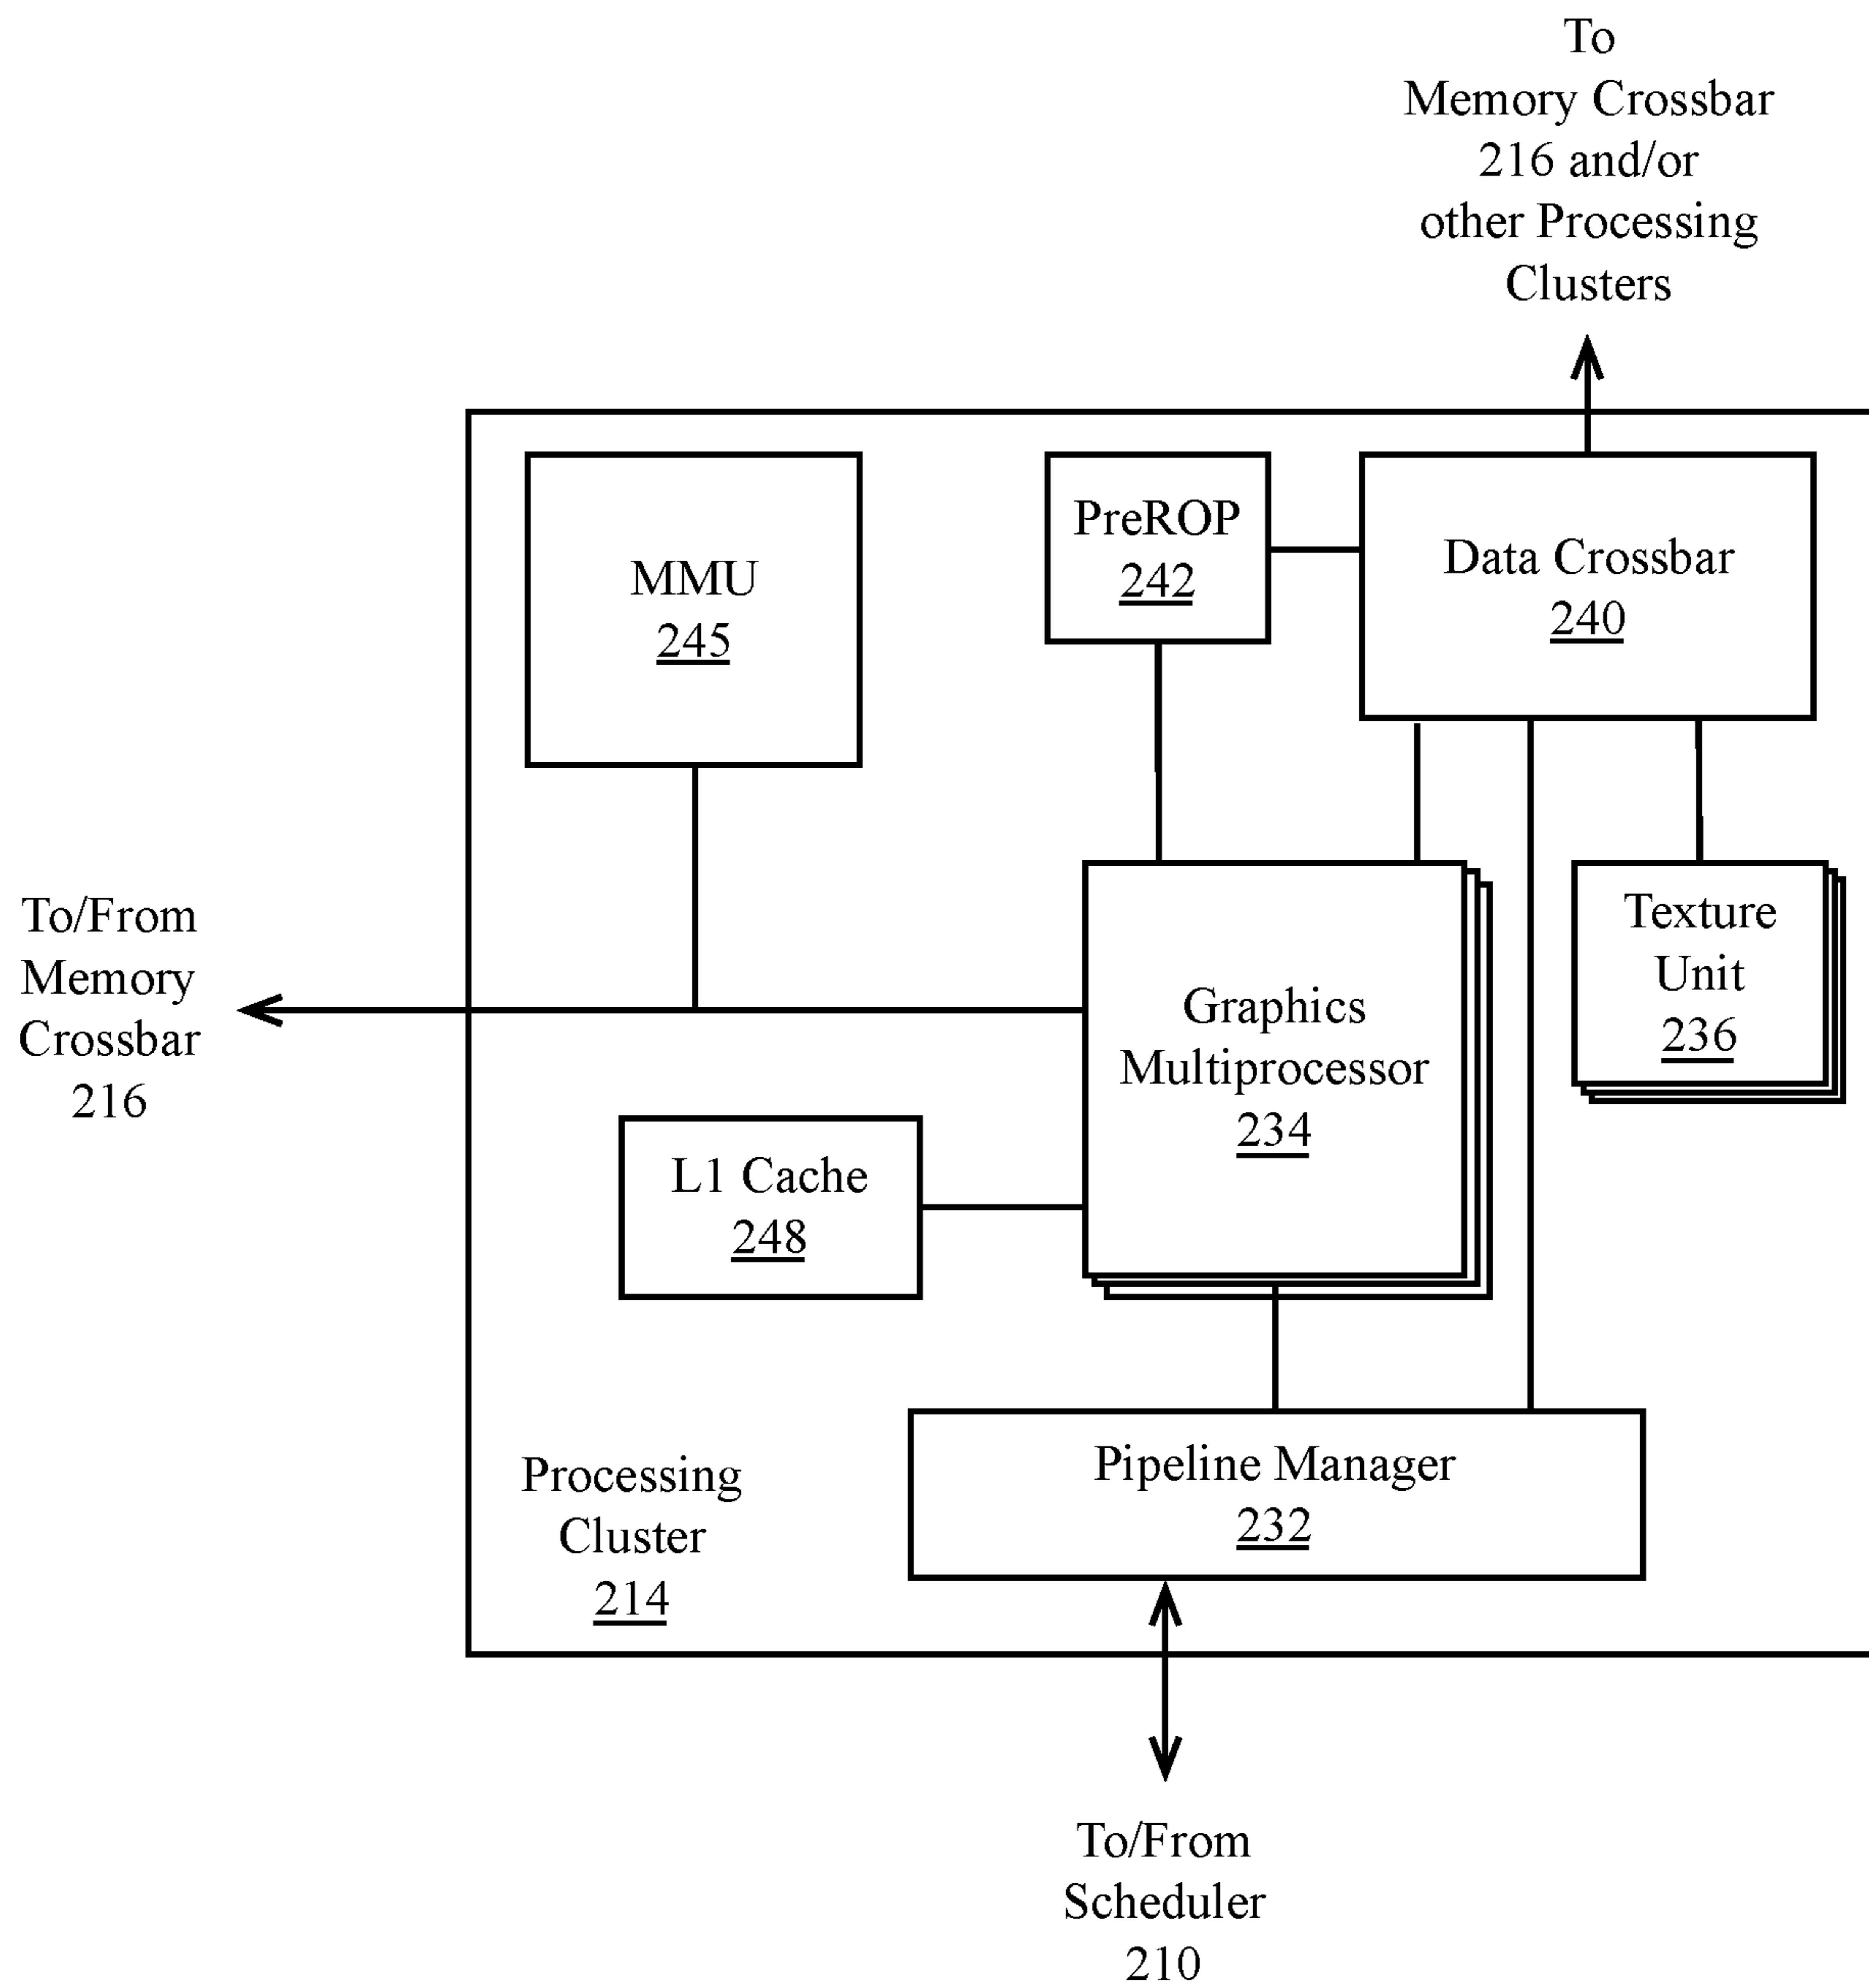 To
Memory Crossbar
216 and/or
other Processing
Clusters
MMU
245
PreROP
242
Data Crossbar
240
To/From
Memory
Crossbar
216
Graphics
Multiprocessor
234
Texture
Unit
236
L1 Cache
248
Processing
Cluster
214
Pipeline Manager
232
To/From
Scheduler
210